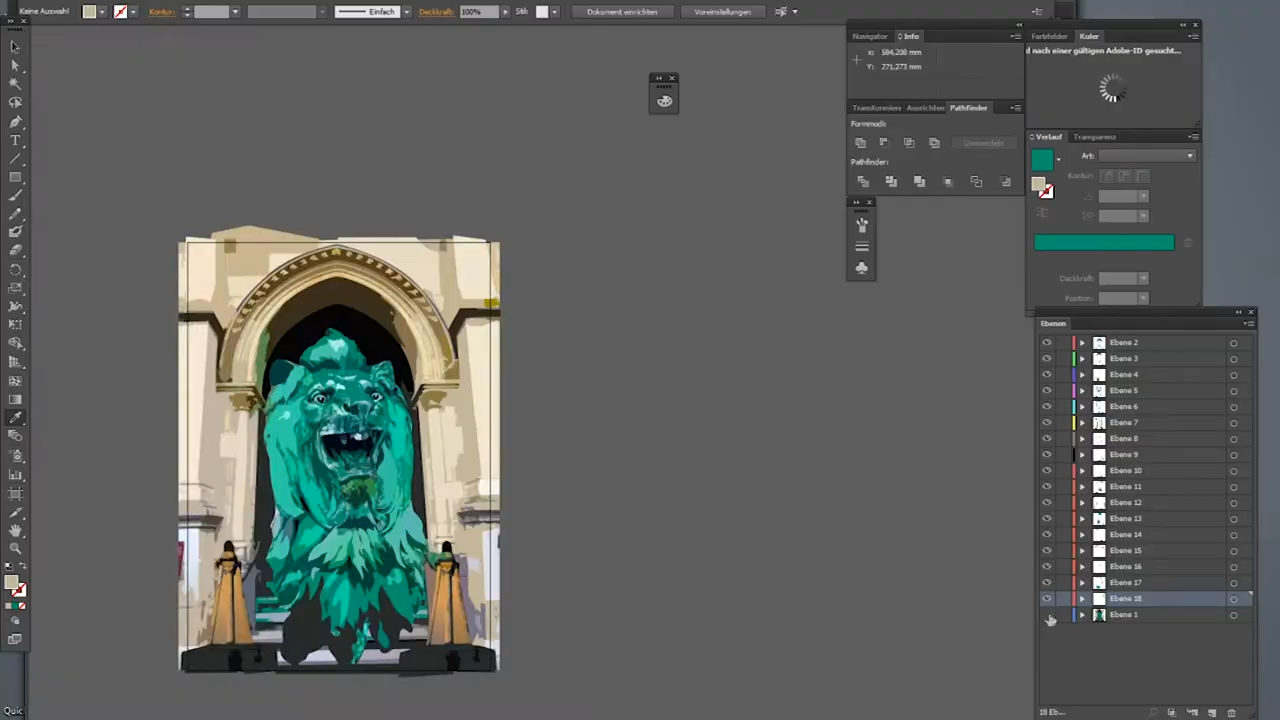 Keine Auswahl Kontur: Einfach Deckkraft: 100% Stil: Dokument einrichten Voreinstellungen
Navigator Info
X: 504,208 mm
Y: 271,273 mm
Farbfelder Kuler
d nach einer gültigen Adobe-ID gesucht...
Transformieren Ausrichten Pathfinder
Formmodi:
Umwandeln
Pathfinder:
Verlauf Transparenz
Art:
Kontur:
Deckkraft:
Position:
Ebenen
Ebene 2
Ebene 3
Ebene 4
Ebene 5
Ebene 6
Ebene 7
Ebene 8
Ebene 9
Ebene 10
Ebene 11
Ebene 12
Ebene 13
Ebene 14
Ebene 15
Ebene 16
Ebene 17
Ebene 18
Ebene 1
18 Eb...
Quic